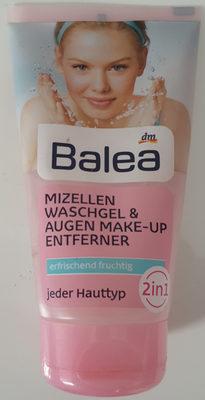 dm
Balea
MIZELLEN
WASCHGEL &
AUGEN MAKE-UP
ENTFERNER
erfrischend fruchtig
jeder Hauttyp
2in1